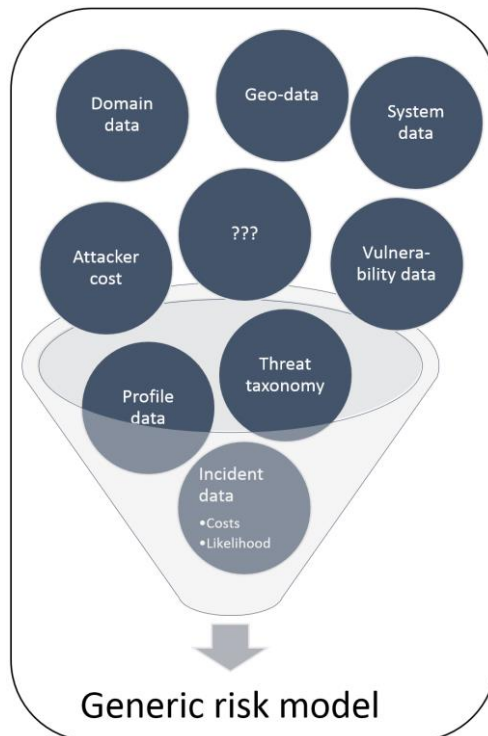 Domain
data
Geo-data
System
data
Attacker
cost
???
Vulnera-
bility data
Profile
data
Threat
taxonomy
Incident
data
•Costs
•Likelihood
Generic risk model